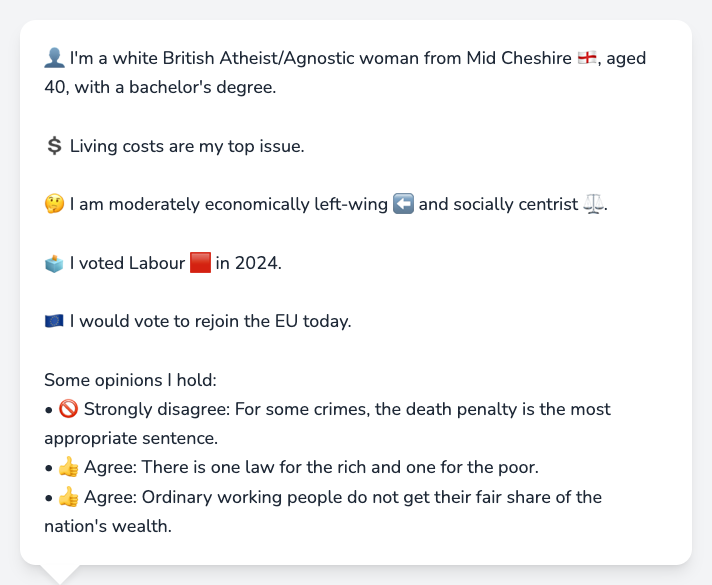 👤 I'm a white British Atheist/Agnostic woman from Mid Cheshire 🏴󠁧󠁢󠁥󠁮󠁧󠁿, aged
40, with a bachelor's degree.
💲 Living costs are my top issue.
🤔 I am moderately economically left-wing ⬅️ and socially centrist ⚖️.
🗳️ I voted Labour 🟥 in 2024.
🇪🇺 I would vote to rejoin the EU today.
Some opinions I hold:
• 🚫 Strongly disagree: For some crimes, the death penalty is the most
appropriate sentence.
• 👍 Agree: There is one law for the rich and one for the poor.
• 👍 Agree: Ordinary working people do not get their fair share of the
nation's wealth.